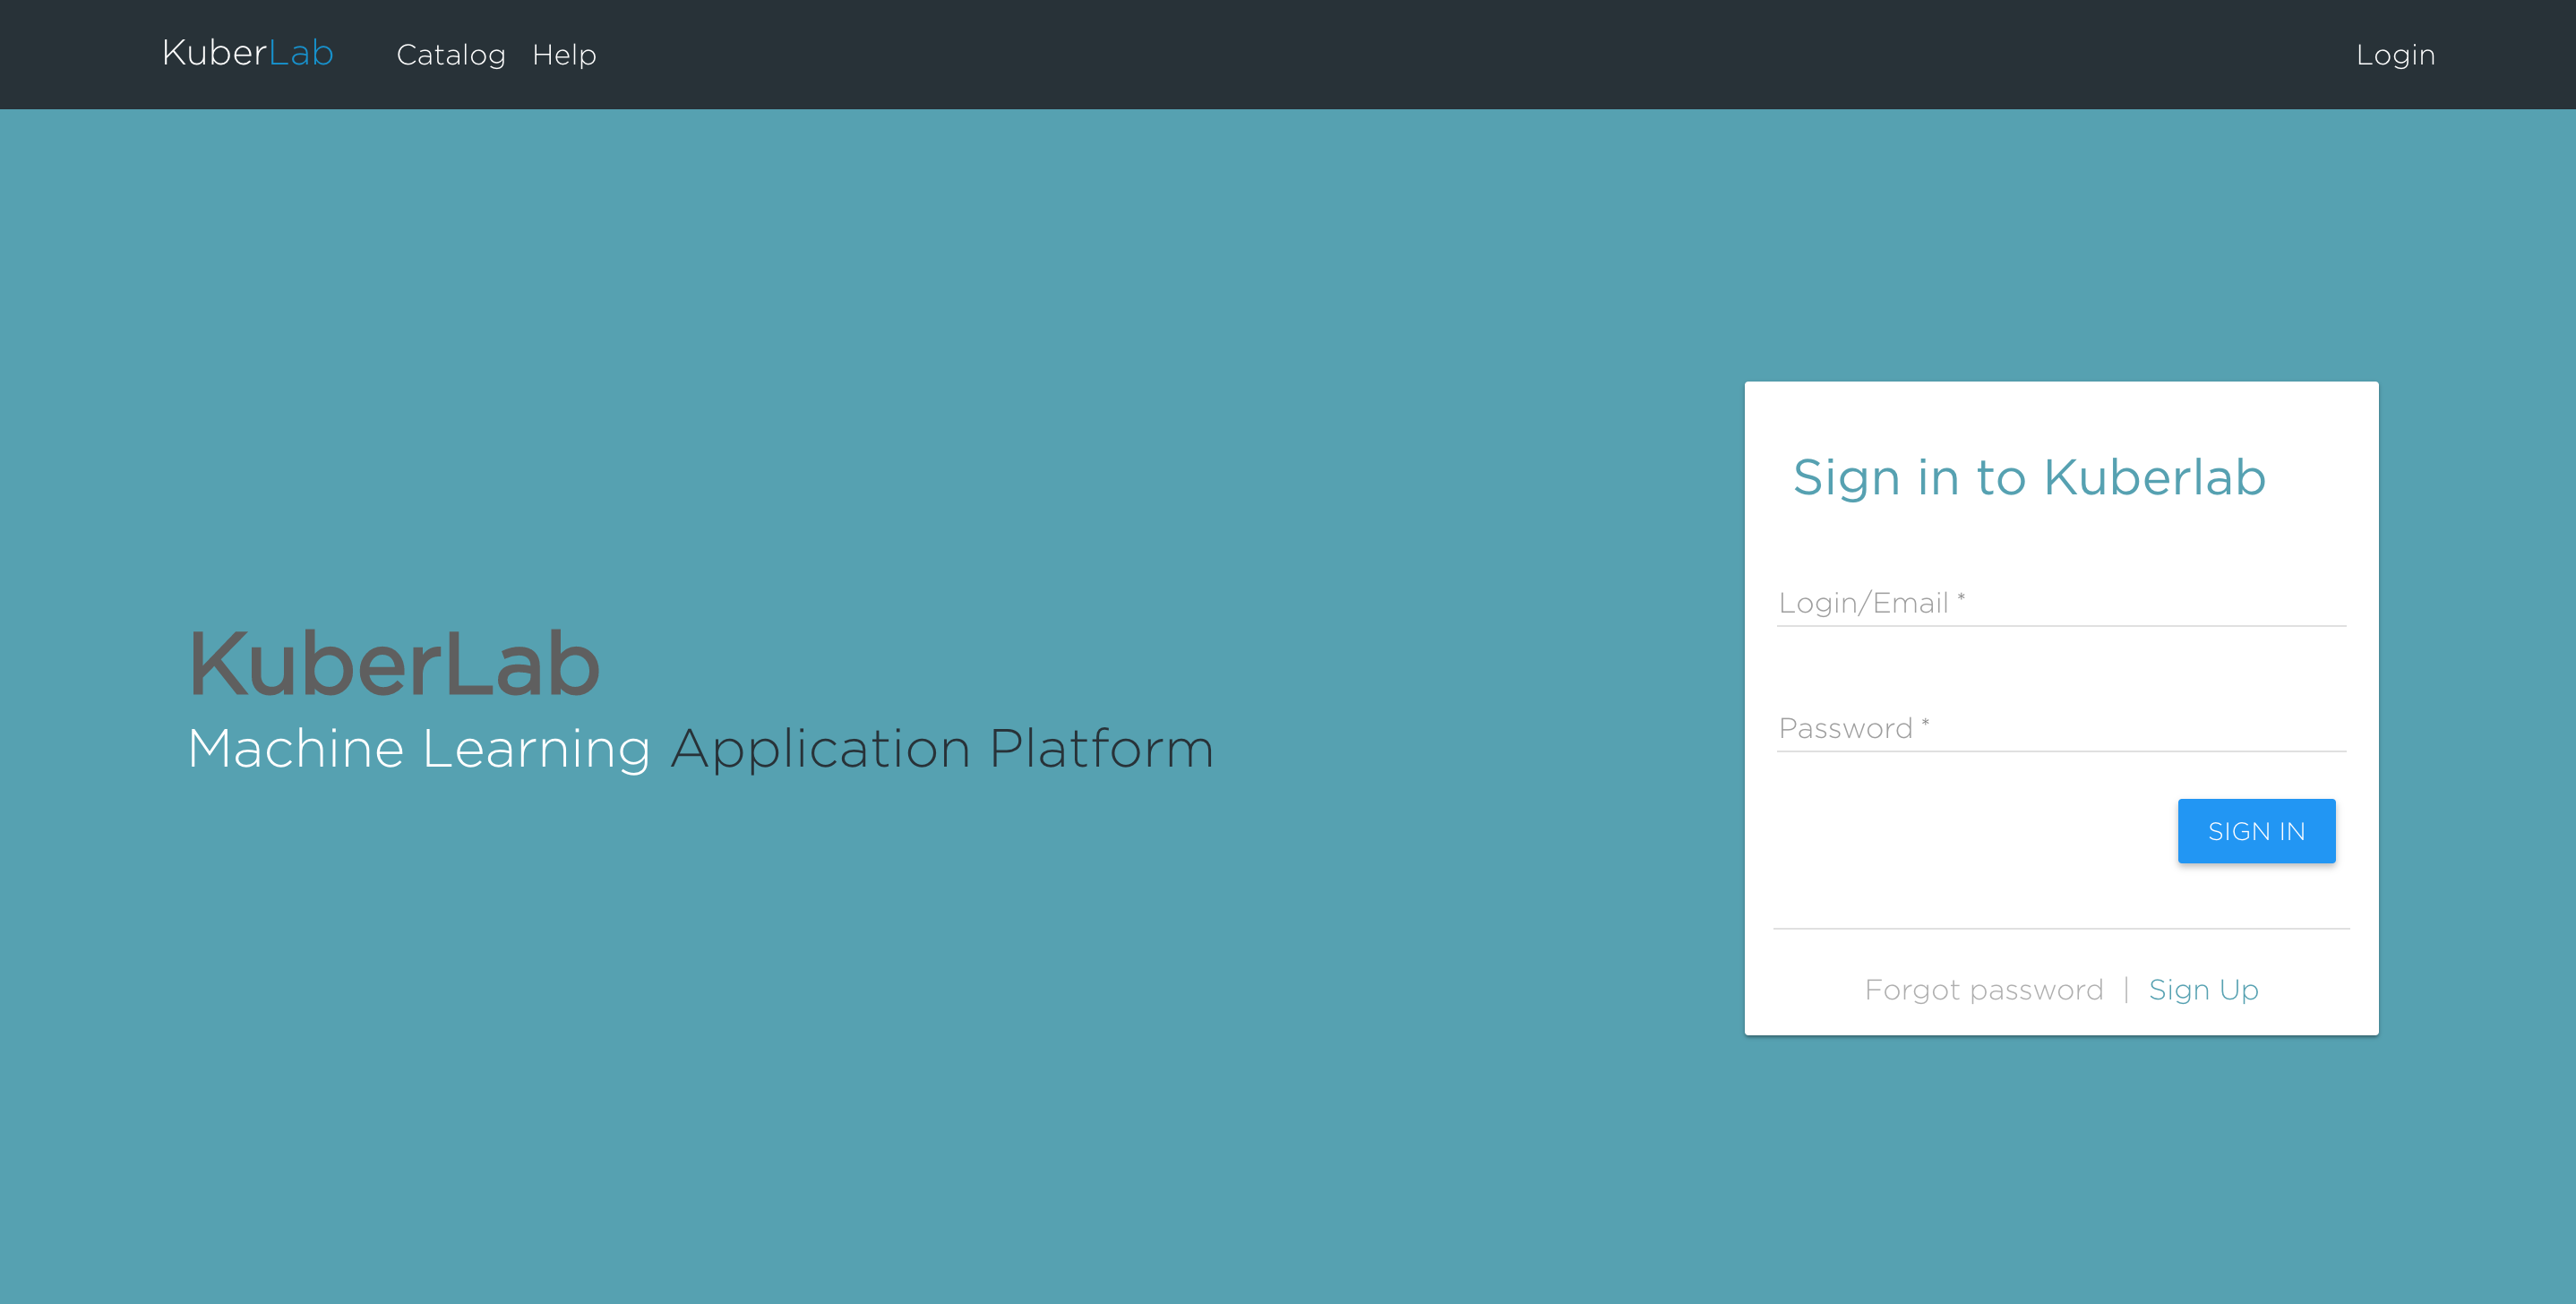 KuberLab Catalog Help Login
KuberLab
Machine Learning Application Platform
Sign in to Kuberlab
Login/Email *
Password *
SIGN IN
Forgot password | Sign Up